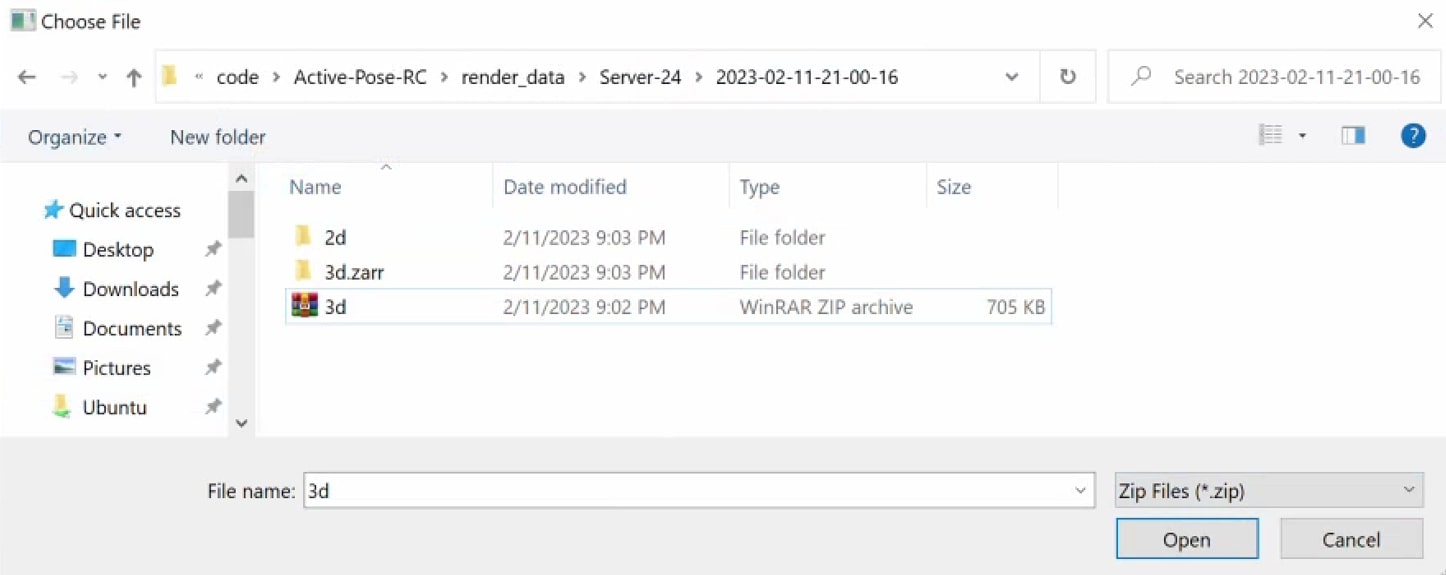 Choose File
« code > Active-Pose-RC > render_data > Server-24 > 2023-02-11-21-00-16 Search 2023-02-11-21-00-16
Organize New folder ?
Name Date modified Type Size
Quick access
Desktop
Downloads
Documents
Pictures
Ubuntu
2d 2/11/2023 9:03 PM File folder
3d.zarr 2/11/2023 9:03 PM File folder
3d 2/11/2023 9:02 PM WinRAR ZIP archive 705 KB
File name: 3d Zip Files (*.zip)
Open Cancel